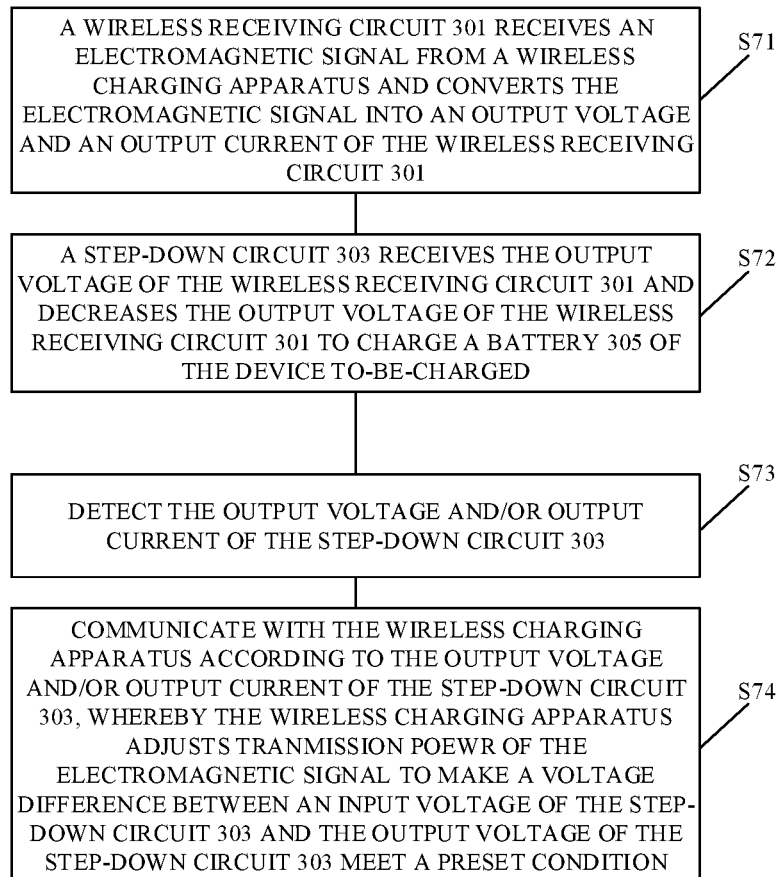 A WIRELESS RECEIVING CIRCUIT 301 RECEIVES AN
ELECTROMAGNETIC SIGNAL FROM A WIRELESS
CHARGING APPARATUS AND CONVERTS THE
ELECTROMAGNETIC SIGNAL INTO AN OUTPUT VOLTAGE
AND AN OUTPUT CURRENT OF THE WIRELESS RECEIVING
CIRCUIT 301
S71
A STEP-DOWN CIRCUIT 303 RECEIVES THE OUTPUT
VOLTAGE OF THE WIRELESS RECEIVING CIRCUIT 301 AND
DECREASES THE OUTPUT VOLTAGE OF THE WIRELESS
RECEIVING CIRCUIT 301 TO CHARGE A BATTERY 305 OF
THE DEVICE TO-BE-CHARGED
S72
DETECT THE OUTPUT VOLTAGE AND/OR OUTPUT
CURRENT OF THE STEP-DOWN CIRCUIT 303
S73
COMMUNICATE WITH THE WIRELESS CHARGING
APPARATUS ACCORDING TO THE OUTPUT VOLTAGE
AND/OR OUTPUT CURRENT OF THE STEP-DOWN CIRCUIT
303, WHEREBY THE WIRELESS CHARGING APPARATUS
ADJUSTS TRANMISSION POEWR OF THE
ELECTROMAGNETIC SIGNAL TO MAKE A VOLTAGE
DIFFERENCE BETWEEN AN INPUT VOLTAGE OF THE STEP-
DOWN CIRCUIT 303 AND THE OUTPUT VOLTAGE OF THE
STEP-DOWN CIRCUIT 303 MEET A PRESET CONDITION
S74